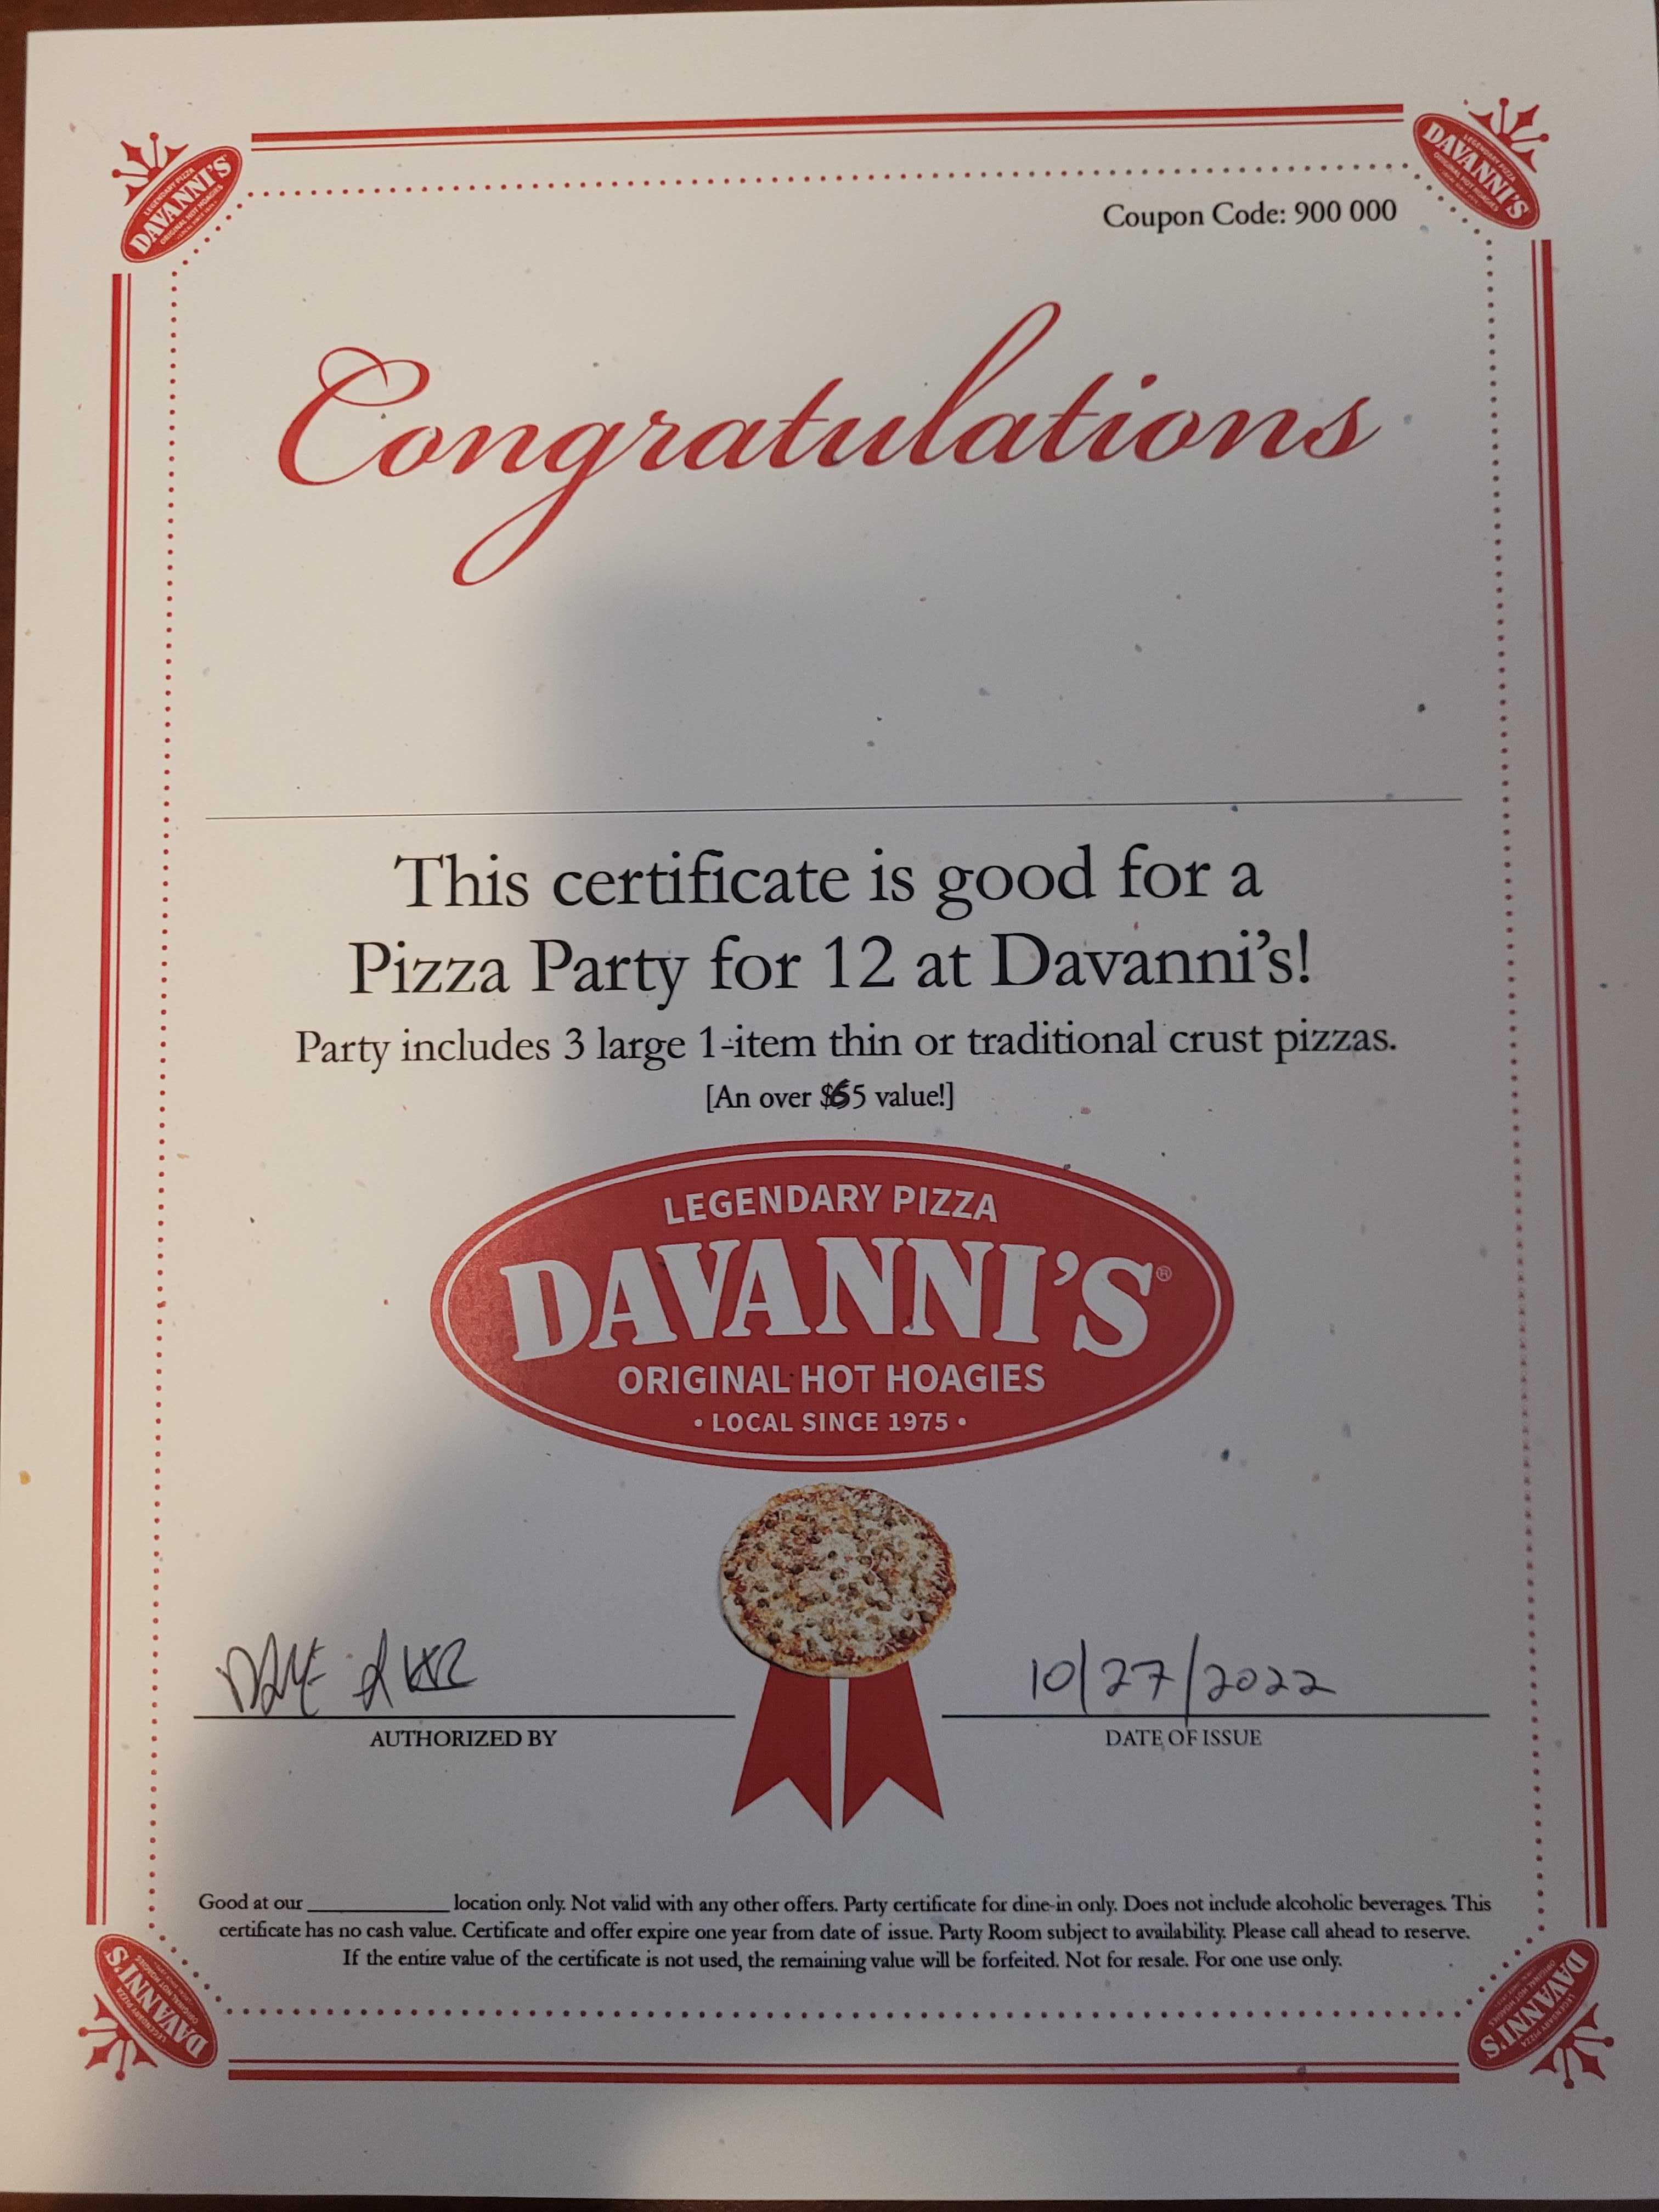 Coupon Code: 900 000
Congratulations
This certificate is good for a
Pizza Party for 12 at Davanni's!
Party includes 3 large 1-item thin or traditional crust pizzas.
[An over $65 value!]
LEGENDARY PIZZA
DAVANNI'S®
ORIGINAL HOT HOAGIES
• LOCAL SINCE 1975 •
10/27/2022
AUTHORIZED BY
DATE OF ISSUE
Good at our ____________ location only. Not valid with any other offers. Party certificate for dine-in only. Does not include alcoholic beverages. This
certificate has no cash value. Certificate and offer expire one year from date of issue. Party Room subject to availability. Please call ahead to reserve.
If the entire value of the certificate is not used, the remaining value will be forfeited. Not for resale. For one use only.